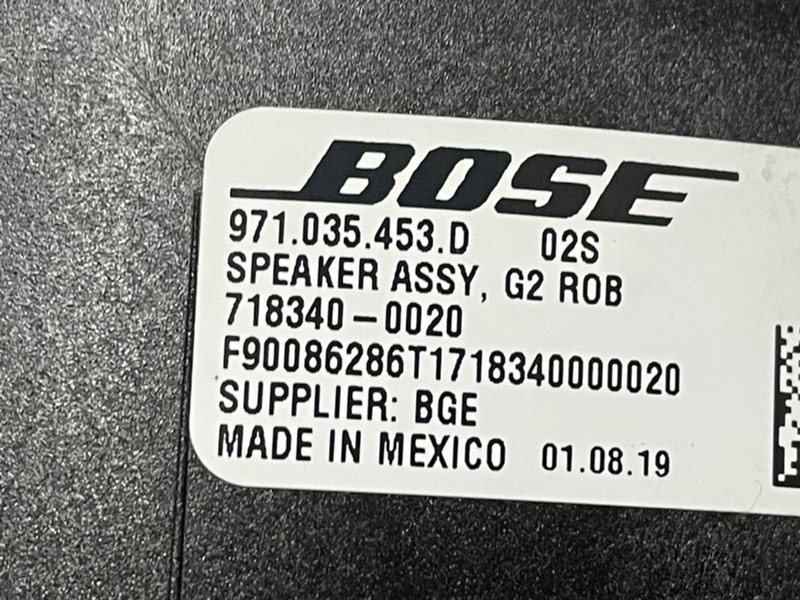 BOSE
971.035.453.D 02S
SPEAKER ASSY, G2 ROB
718340-0020
F90086286T1718340000020
SUPPLIER: BGE
MADE IN MEXICO 01.08.19